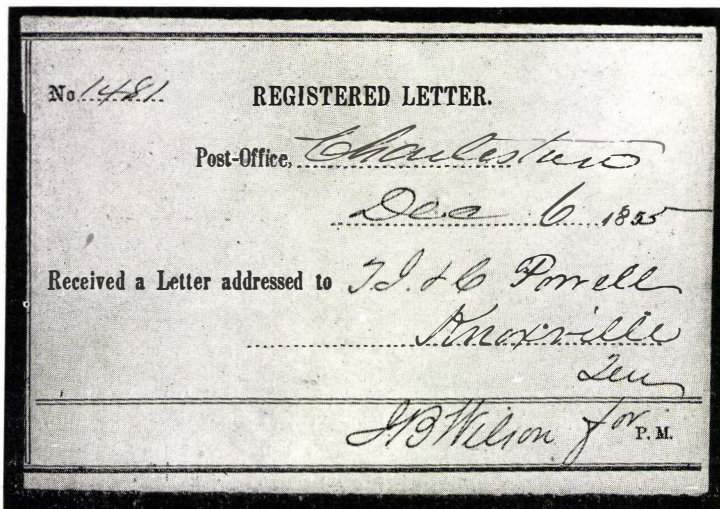 No 1481 REGISTERED LETTER.
Post-Office, Charleston
Dec 6 1855
Received a Letter addressed to T.J. & C Powell
Knoxville
Ten
J B Wilson for P. M.